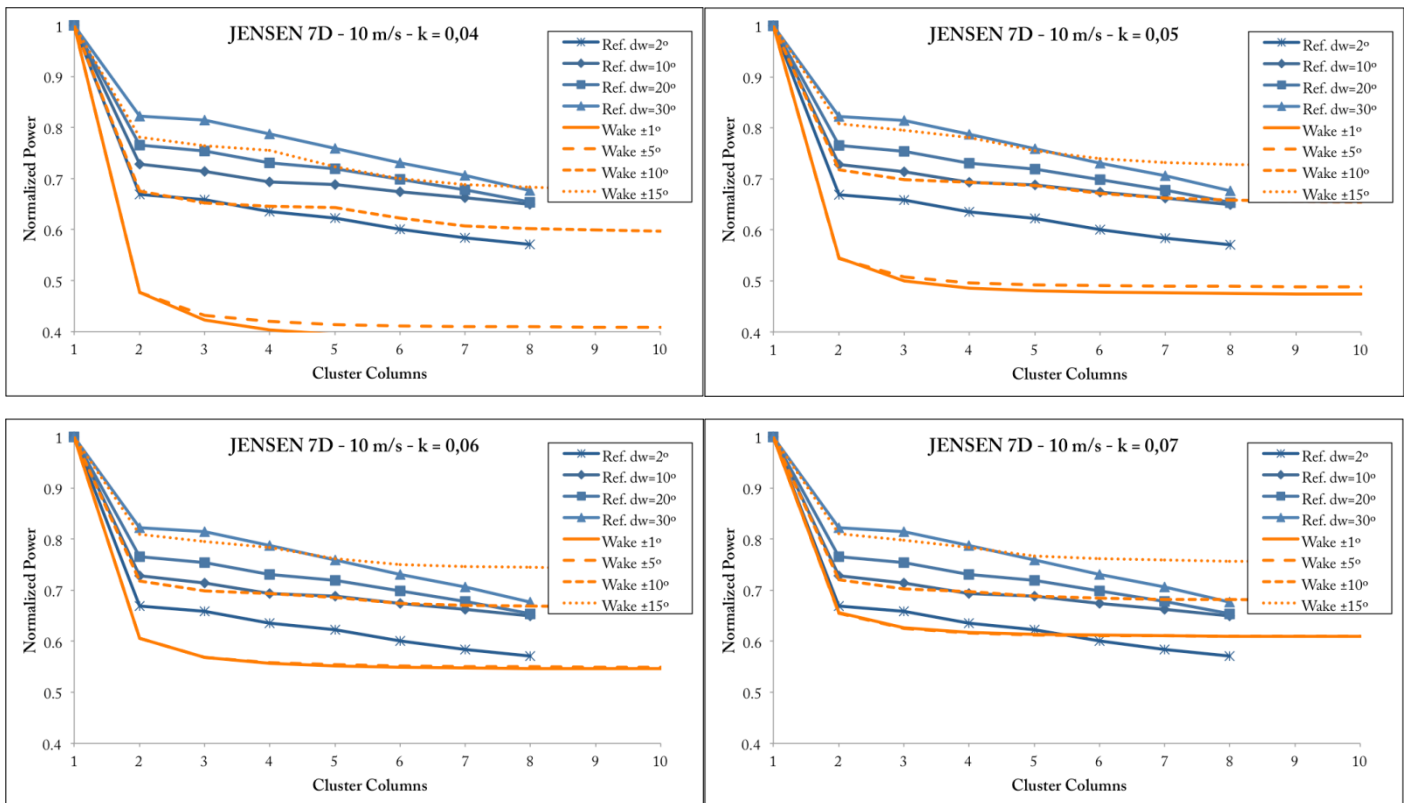 JENSEN 7D - 10 m/s - k = 0,04
Ref. dw=2º
Ref. dw=10º
Ref. dw=20º
Ref. dw=30º
Wake ±1º
Wake ±5º
Wake ±10º
Wake ±15º
Normalized Power
1
0.9
0.8
0.7
0.6
0.5
0.4
1 2 3 4 5 6 7 8 9 10
Cluster Columns
JENSEN 7D - 10 m/s - k = 0,05
Ref. dw=2º
Ref. dw=10º
Ref. dw=20º
Ref. dw=30º
Wake ±1º
Wake ±5º
Wake ±10º
Wake ±15º
Normalized Power
1
0.9
0.8
0.7
0.6
0.5
0.4
1 2 3 4 5 6 7 8 9 10
Cluster Columns
JENSEN 7D - 10 m/s - k = 0,06
Ref. dw=2º
Ref. dw=10º
Ref. dw=20º
Ref. dw=30º
Wake ±1º
Wake ±5º
Wake ±10º
Wake ±15º
Normalized Power
1
0.9
0.8
0.7
0.6
0.5
0.4
1 2 3 4 5 6 7 8 9 10
Cluster Columns
JENSEN 7D - 10 m/s - k = 0,07
Ref. dw=2º
Ref. dw=10º
Ref. dw=20º
Ref. dw=30º
Wake ±1º
Wake ±5º
Wake ±10º
Wake ±15º
Normalized Power
1
0.9
0.8
0.7
0.6
0.5
0.4
1 2 3 4 5 6 7 8 9 10
Cluster Columns